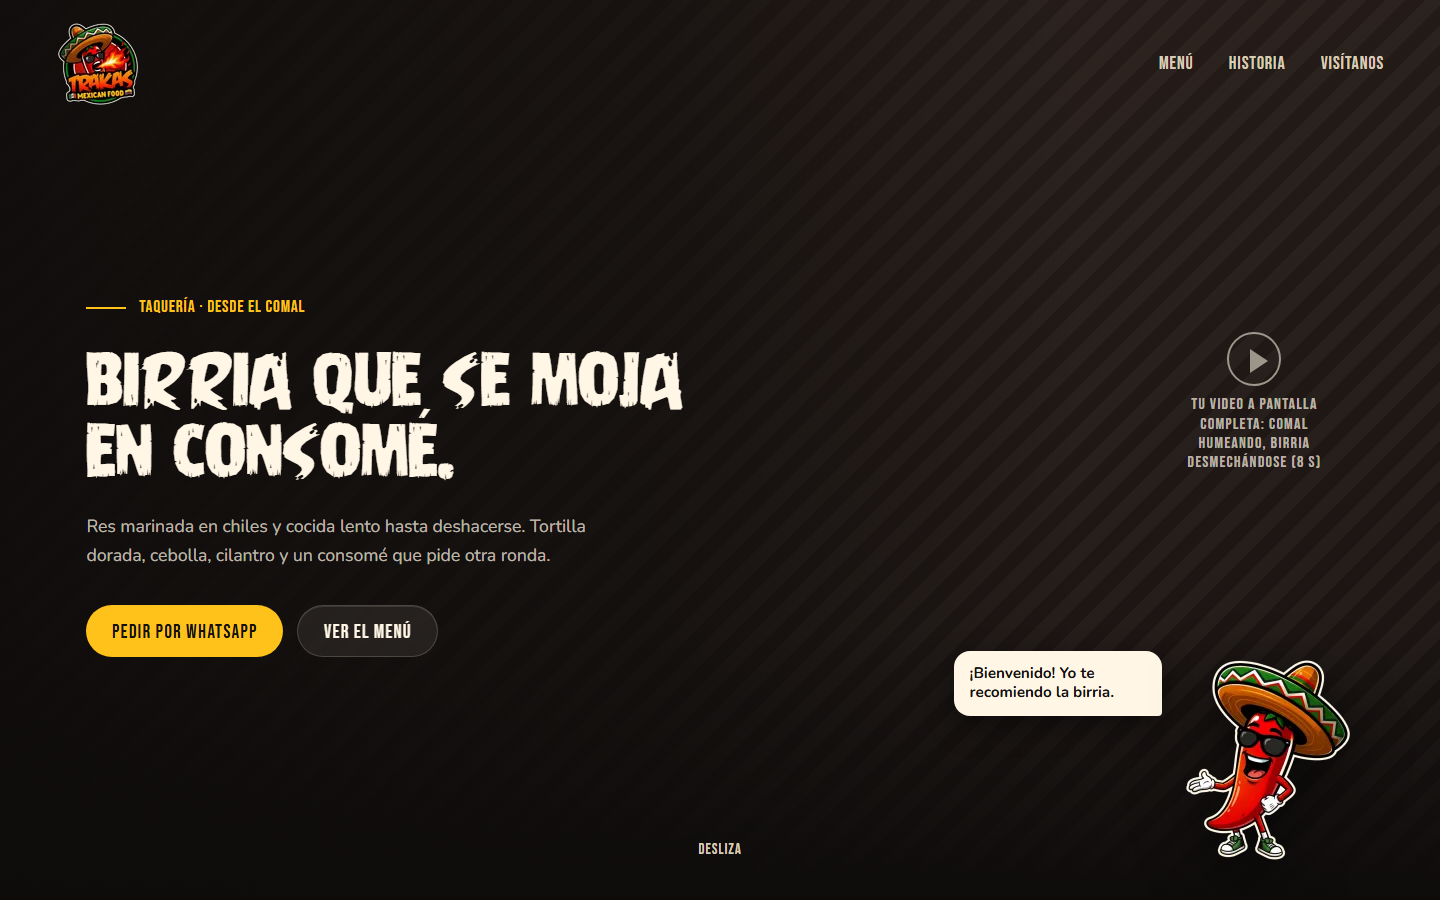 TRAKAS
MEXICAN FOOD
MENÚ
HISTORIA
VISÍTANOS
TAQUERÍA · DESDE EL COMAL
BIRRIA QUE SE MOJA
EN CONSOMÉ.
Res marinada en chiles y cocida lento hasta deshacerse. Tortilla
dorada, cebolla, cilantro y un consomé que pide otra ronda.
PEDIR POR WHATSAPP
VER EL MENÚ
TU VIDEO A PANTALLA
COMPLETA: COMAL
HUMEANDO, BIRRIA
DESMECHÁNDOSE (8 S)
¡Bienvenido! Yo te
recomiendo la birria.
DESLIZA